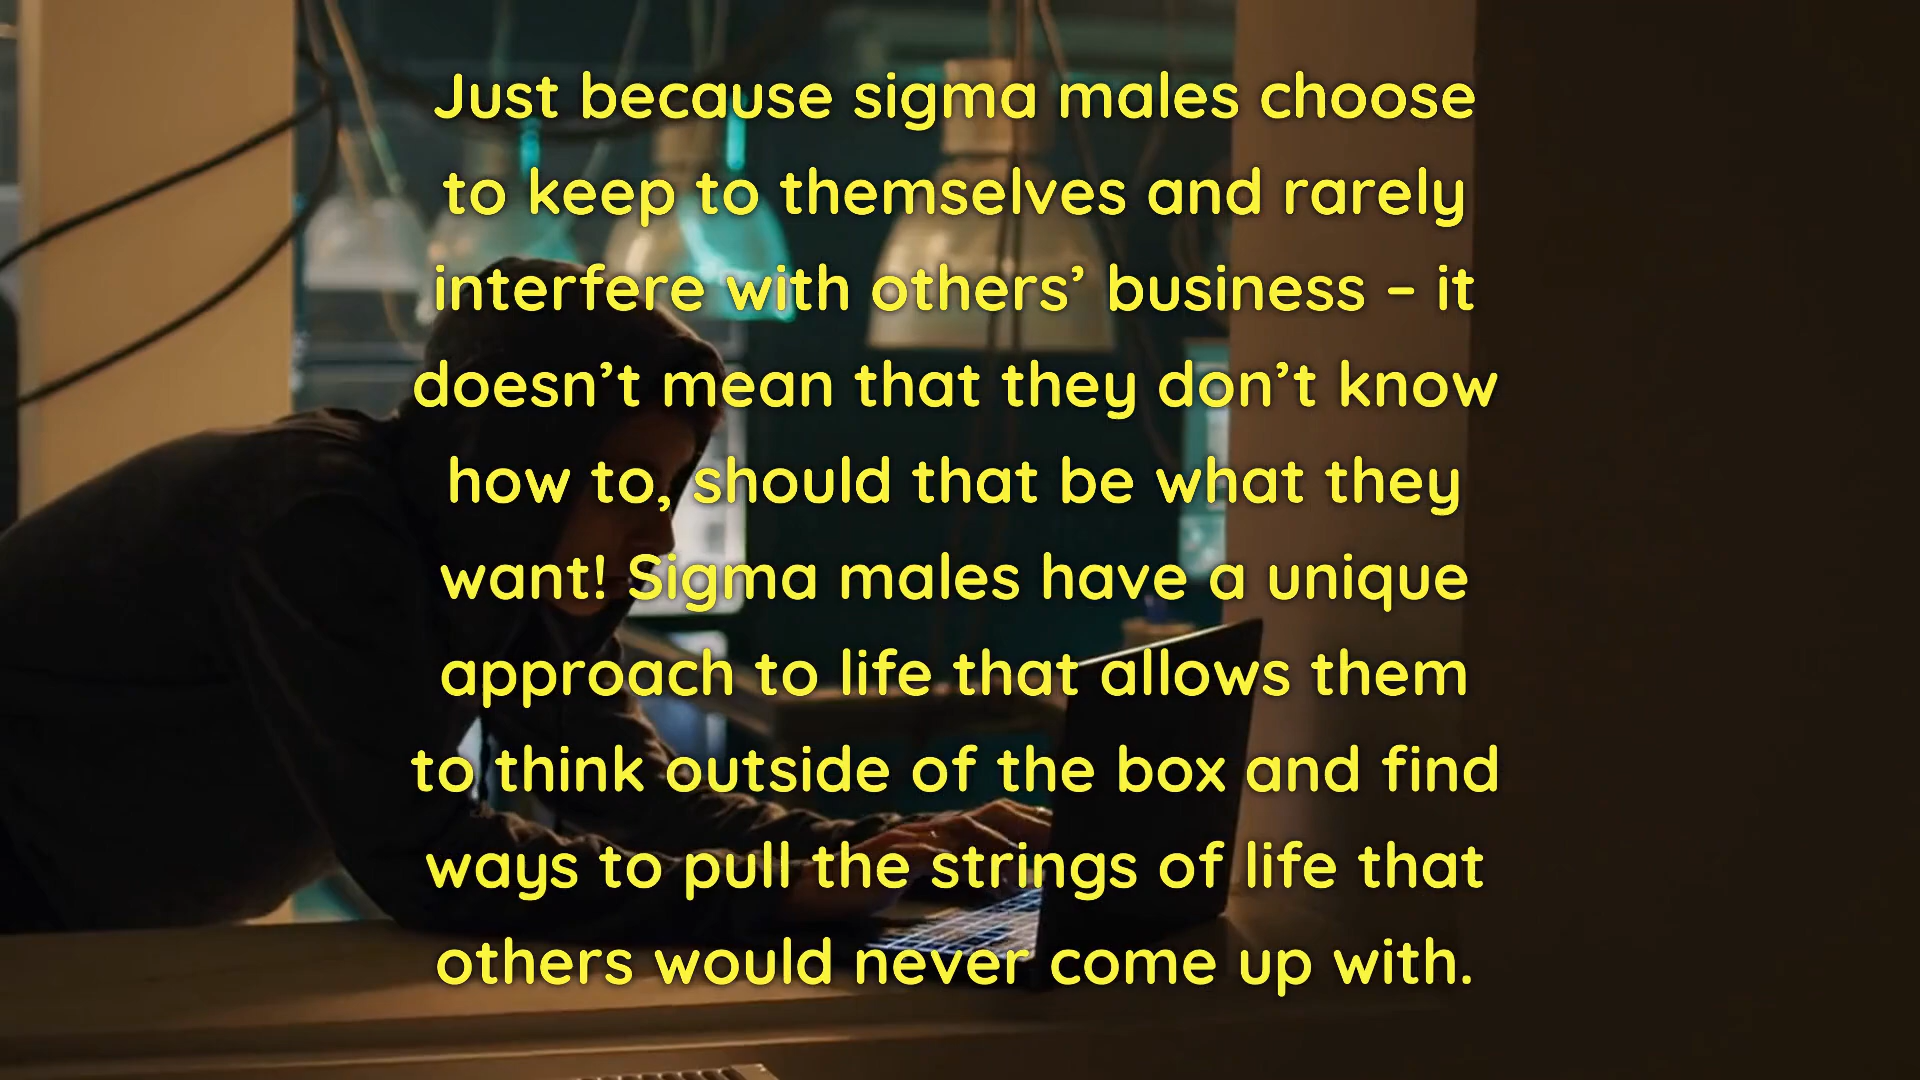 Just because sigma males choose
to keep to themselves and rarely
interfere with others’ business – it
doesn’t mean that they don’t know
how to, should that be what they
want! Sigma males have a unique
approach to life that allows them
to think outside of the box and find
ways to pull the strings of life that
others would never come up with.